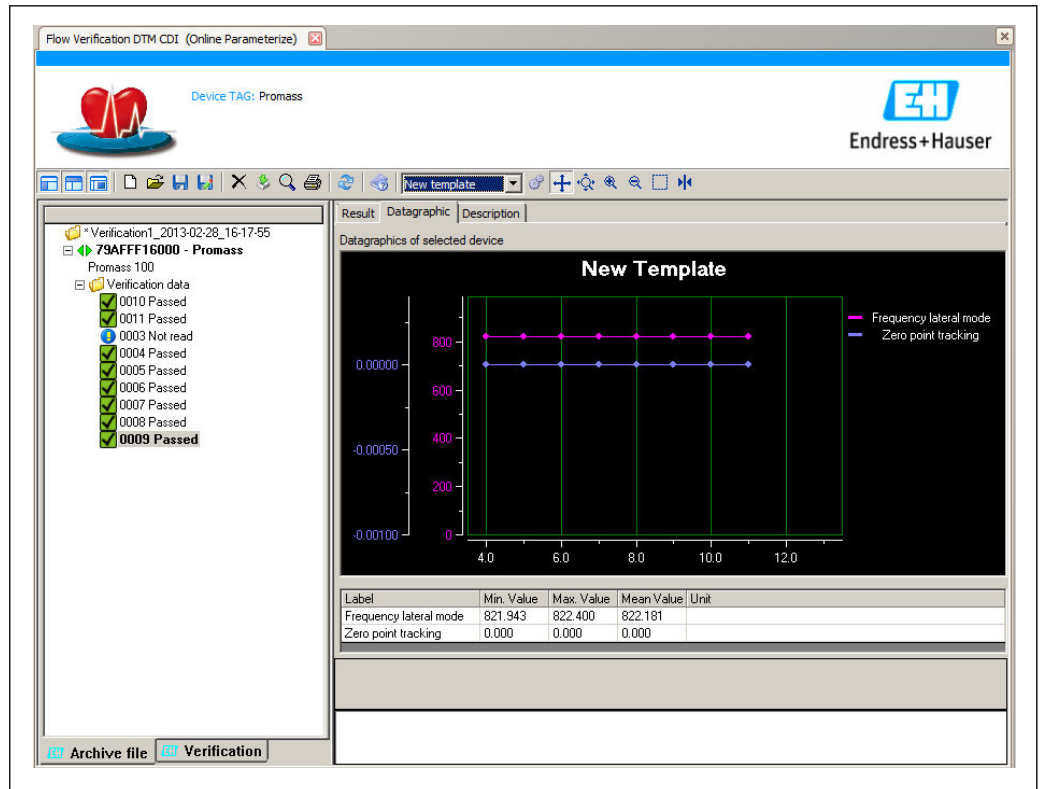 Flow Verification DTM CDI (Online Parameterize)
Device TAG: Promass
EH
Endress+Hauser
New template
Result Datagraphic Description
*Verification1_2013-02-28_16-17-55
79AFFF16000 - Promass
Promass 100
Verification data
0010 Passed
0011 Passed
0003 Not read
0004 Passed
0005 Passed
0006 Passed
0007 Passed
0008 Passed
0009 Passed
Datagraphics of selected device
New Template
Frequency lateral mode
Zero point tracking
800
0.00000
600
400
-0.00050
200
-0.00100 0
4.0 6.0 8.0 10.0 12.0
Label Min. Value Max. Value Mean Value Unit
Frequency lateral mode 821.943 822.400 822.181
Zero point tracking 0.000 0.000 0.000
EH Archive file EH Verification